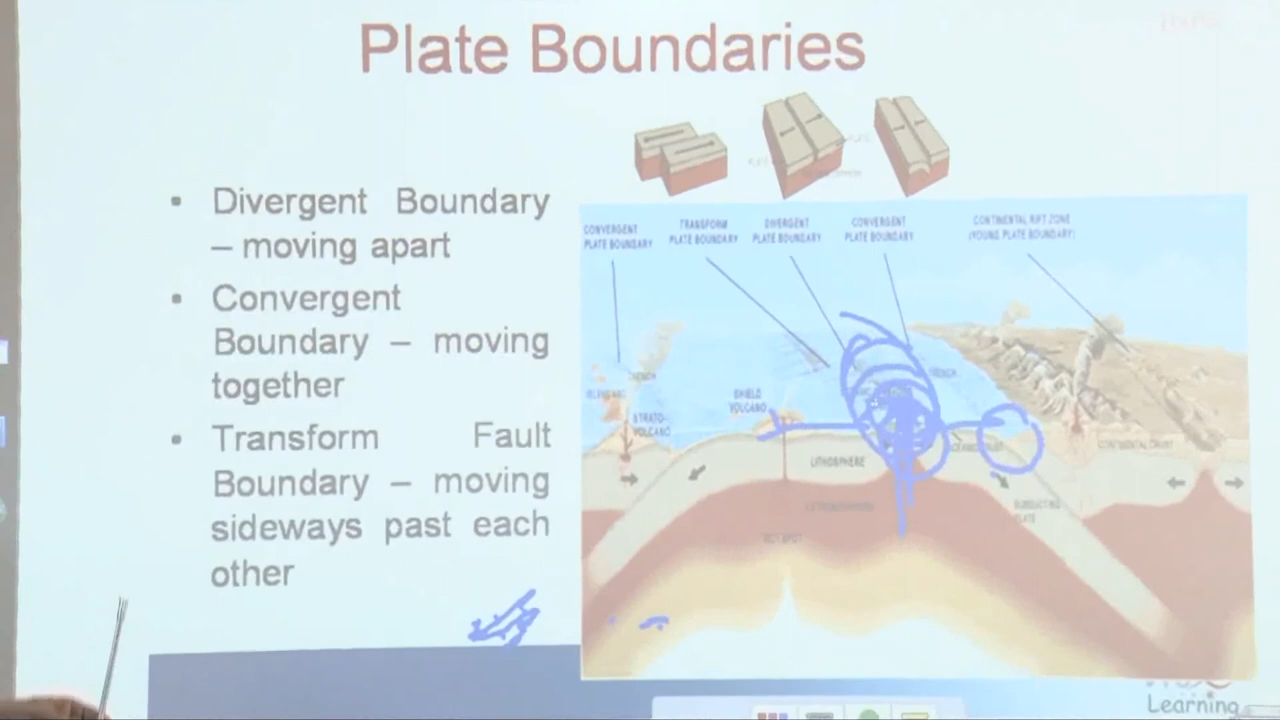 Plate Boundaries
• Divergent Boundary
– moving apart
• Convergent
Boundary – moving
together
• Transform Fault
Boundary – moving
sideways past each
other
CONVERGENT
PLATE BOUNDARY
TRANSFORM
PLATE BOUNDARY
DIVERGENT
PLATE BOUNDARY
CONVERGENT
PLATE BOUNDARY
CONTINENTAL RIFT ZONE
(YOUNG PLATE BOUNDARY)
TRENCH
TRENCH
SHIELD
VOLCANO
STRATO-
VOLCANO
LITHOSPHERE
CONTINENTAL CRUST
SUBDUCTING
PLATE
HOT SPOT
Learning